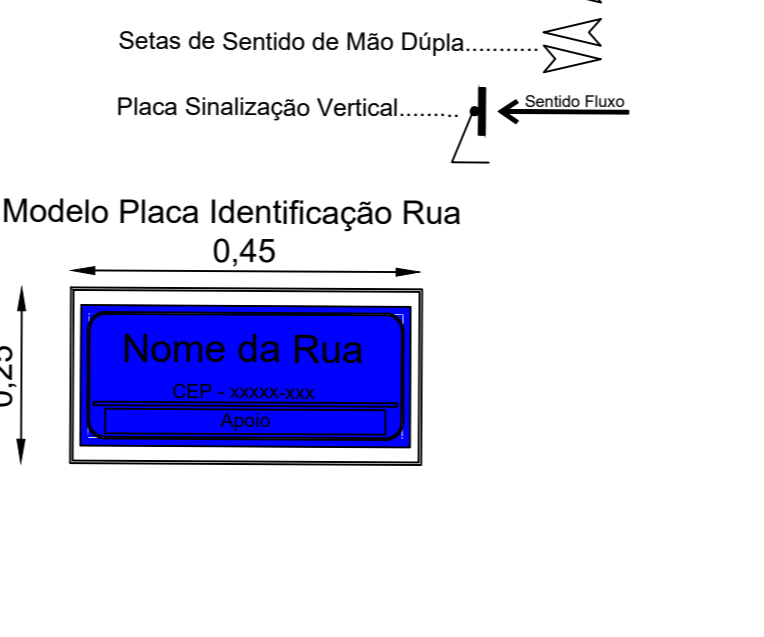 Setas de Sentido de Mão Dúpla...........
Placa Sinalização Vertical.........
Sentido Fluxo
Modelo Placa Identificação Rua
0,45
0,25
Nome da Rua
CEP - xxxxx-xxx
Apoio